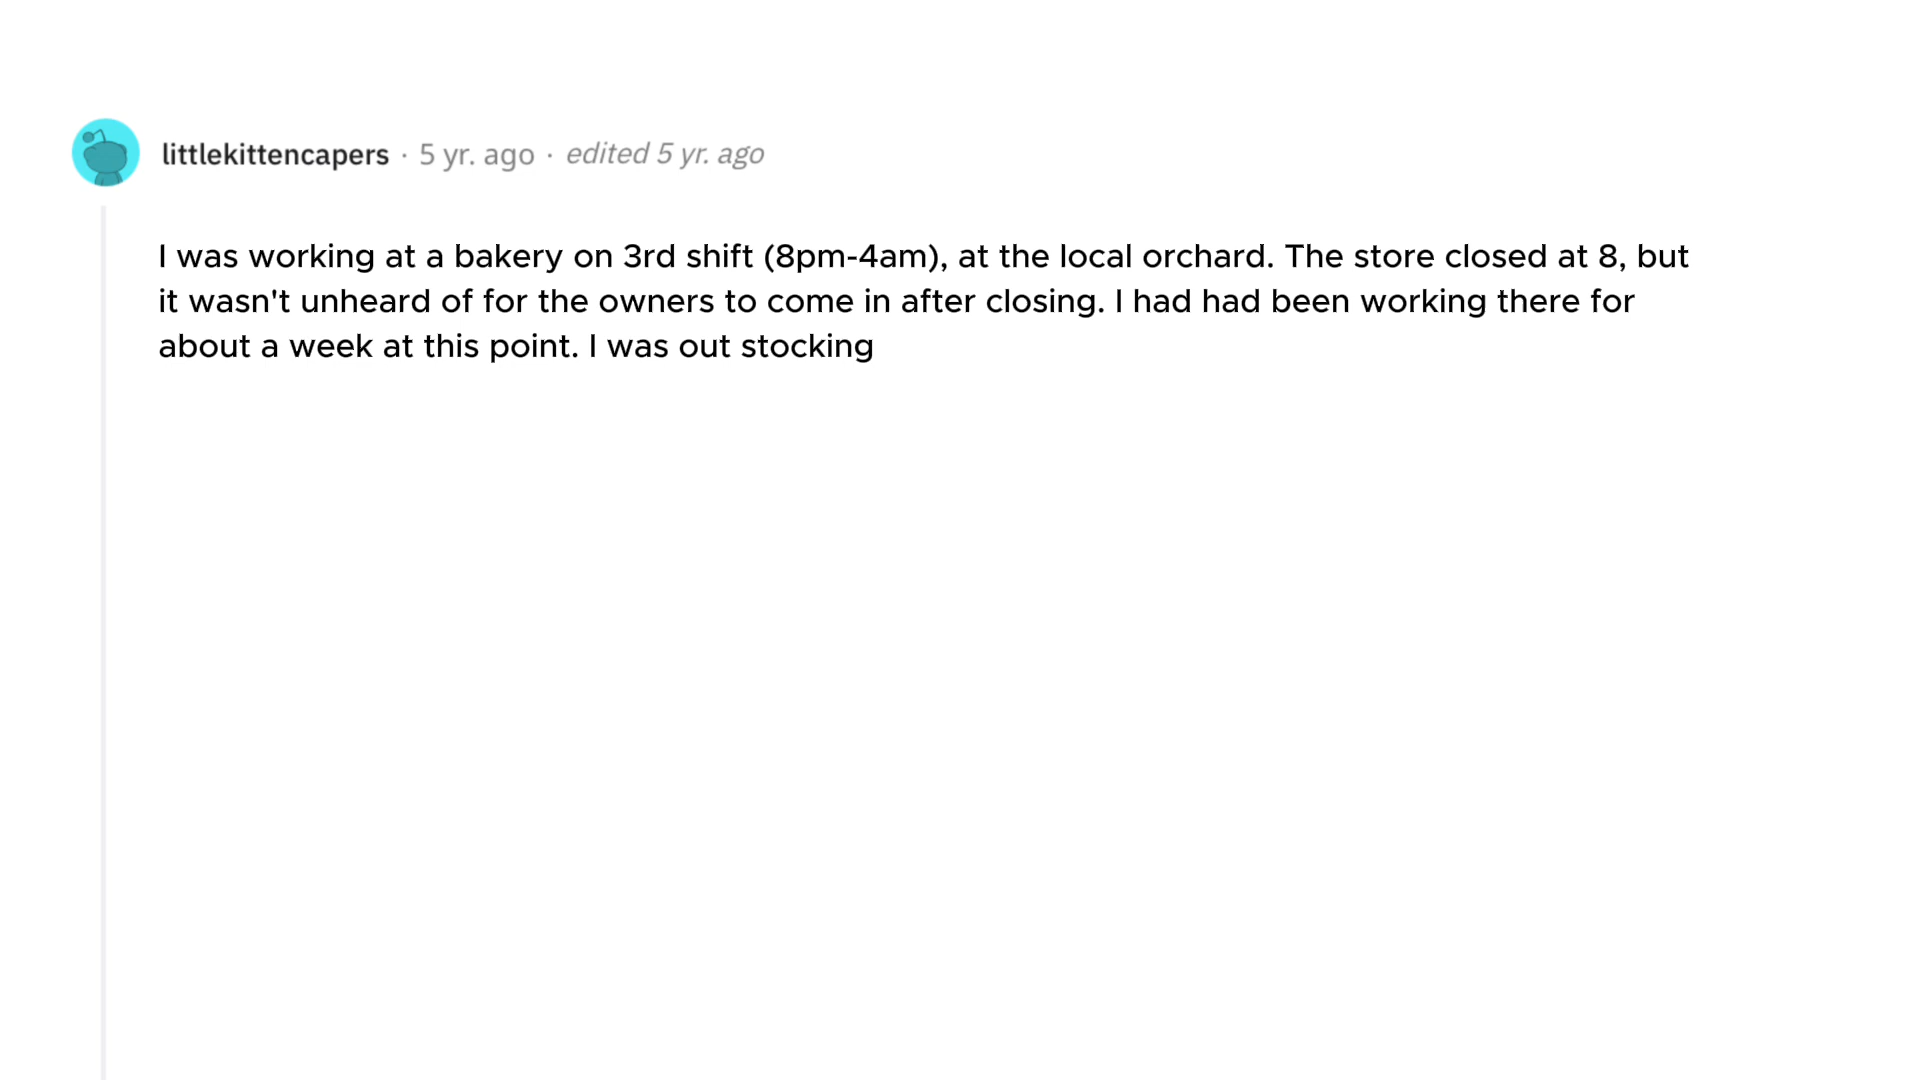 littlekittencapers · 5 yr. ago · edited 5 yr. ago
I was working at a bakery on 3rd shift (8pm-4am), at the local orchard. The store closed at 8, but
it wasn't unheard of for the owners to come in after closing. I had had been working there for
about a week at this point. I was out stocking